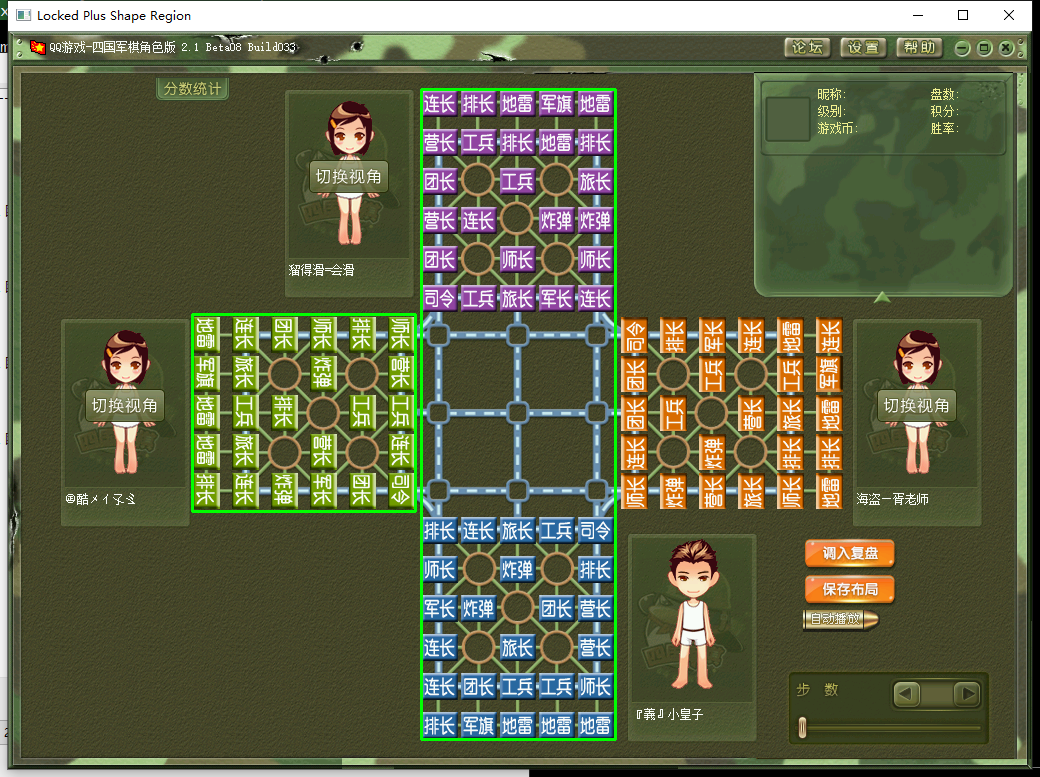 Locked Plus Shape Region
QQ游戏-四国军棋角色版 2.1 Beta08 Build033
论坛 设置 帮助
分数统计
昵称: 盘数:
级别: 积分:
游戏币: 胜率:
切换视角
溜得滑=会滑
连长 排长 地雷 军旗 地雷
营长 工兵 排长 地雷 排长
团长 工兵 旅长
营长 连长 炸弹 炸弹
团长 师长 师长
司令 工兵 旅长 军长 连长
切换视角
地雷 连长 团长 师长 排长 师长
军旗 旅长 炸弹 营长
地雷 工兵 排长 工兵 工兵
地雷 旅长 营长 连长
排长 连长 炸弹 军长 团长 司令
司令 排长 军长 连长 地雷 连长
团长 工兵 工兵 军旗
团长 工兵 营长 旅长 地雷
连长 炸弹 排长 排长
师长 炸弹 营长 旅长 师长 地雷
切换视角
海盗—胥老师
排长 连长 旅长 工兵 司令
师长 炸弹 排长
军长 炸弹 团长 营长
连长 旅长 营长
连长 团长 工兵 工兵 师长
排长 军旗 地雷 地雷 地雷
『義』小皇子
调入复盘
保存布局
自动播放
步 数